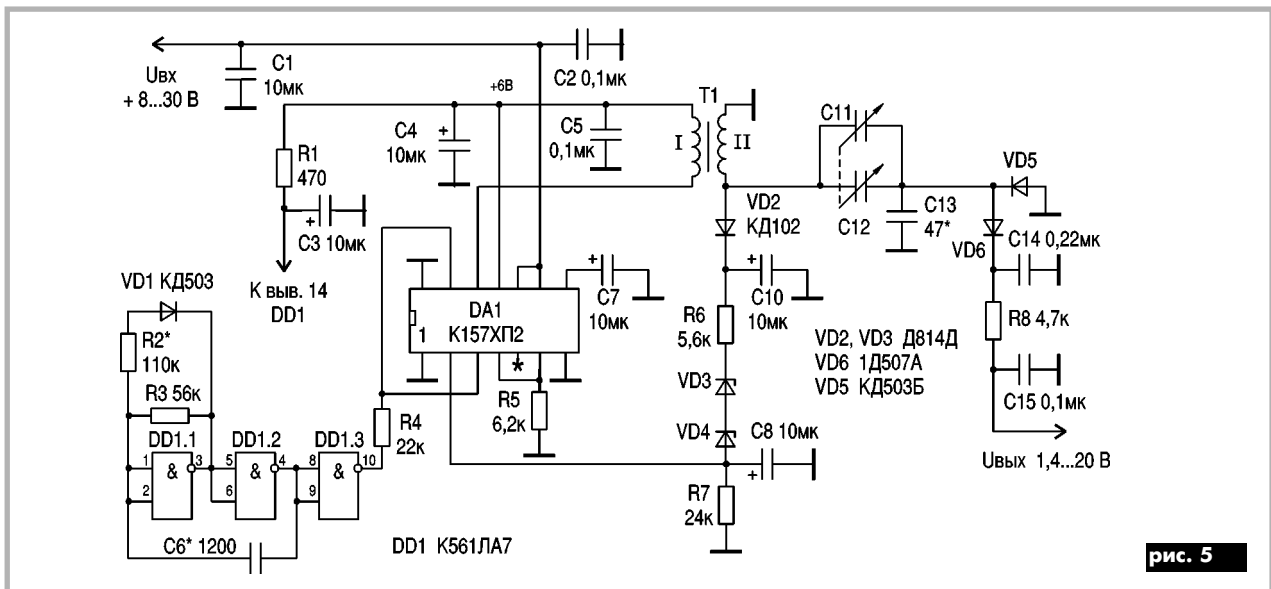 C1
10мк
Uвх
+ 8...30 В
C2 0,1мк
+6В
C4
+
10мк
C5
0,1мк
T1
I
II
C11
C12
VD5
R1
470
+
C3 10мк
К выв. 14
DD1
VD2
КД102
C13
47*
VD6
C14 0,22мк
VD1 КД503
R2*
110к
R3 56к
DA1
К157ХП2
1
*
+
C7
10мк
+
C10
10мк
R6
5,6к
VD2, VD3 Д814Д
VD6 1Д507А
VD5 КД503Б
R8 4,7к
C15 0,1мк
Uвых 1,4...20 В
VD3
VD4
R5
6,2к
R4
22к
C8 10мк
+
R7
24к
DD1.1
DD1.2
DD1.3
1
2
&
3
5
6
&
4
8
9
&
10
C6* 1200
DD1 К561ЛА7
рис. 5